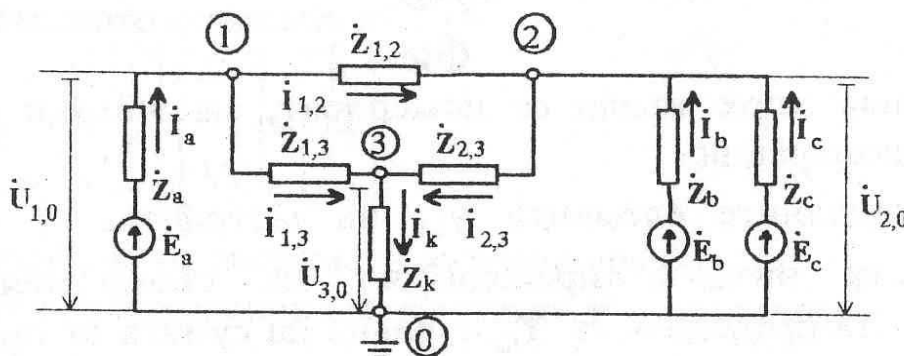 1 2
Ż1,2
İ1,2
İa Ż1,3 3 Ż2,3 İb İc
U̇1,0 Ża Żb Żc U̇2,0
İ1,3 İk İ2,3
Ėa U̇3,0 Żk Ėb Ec
0